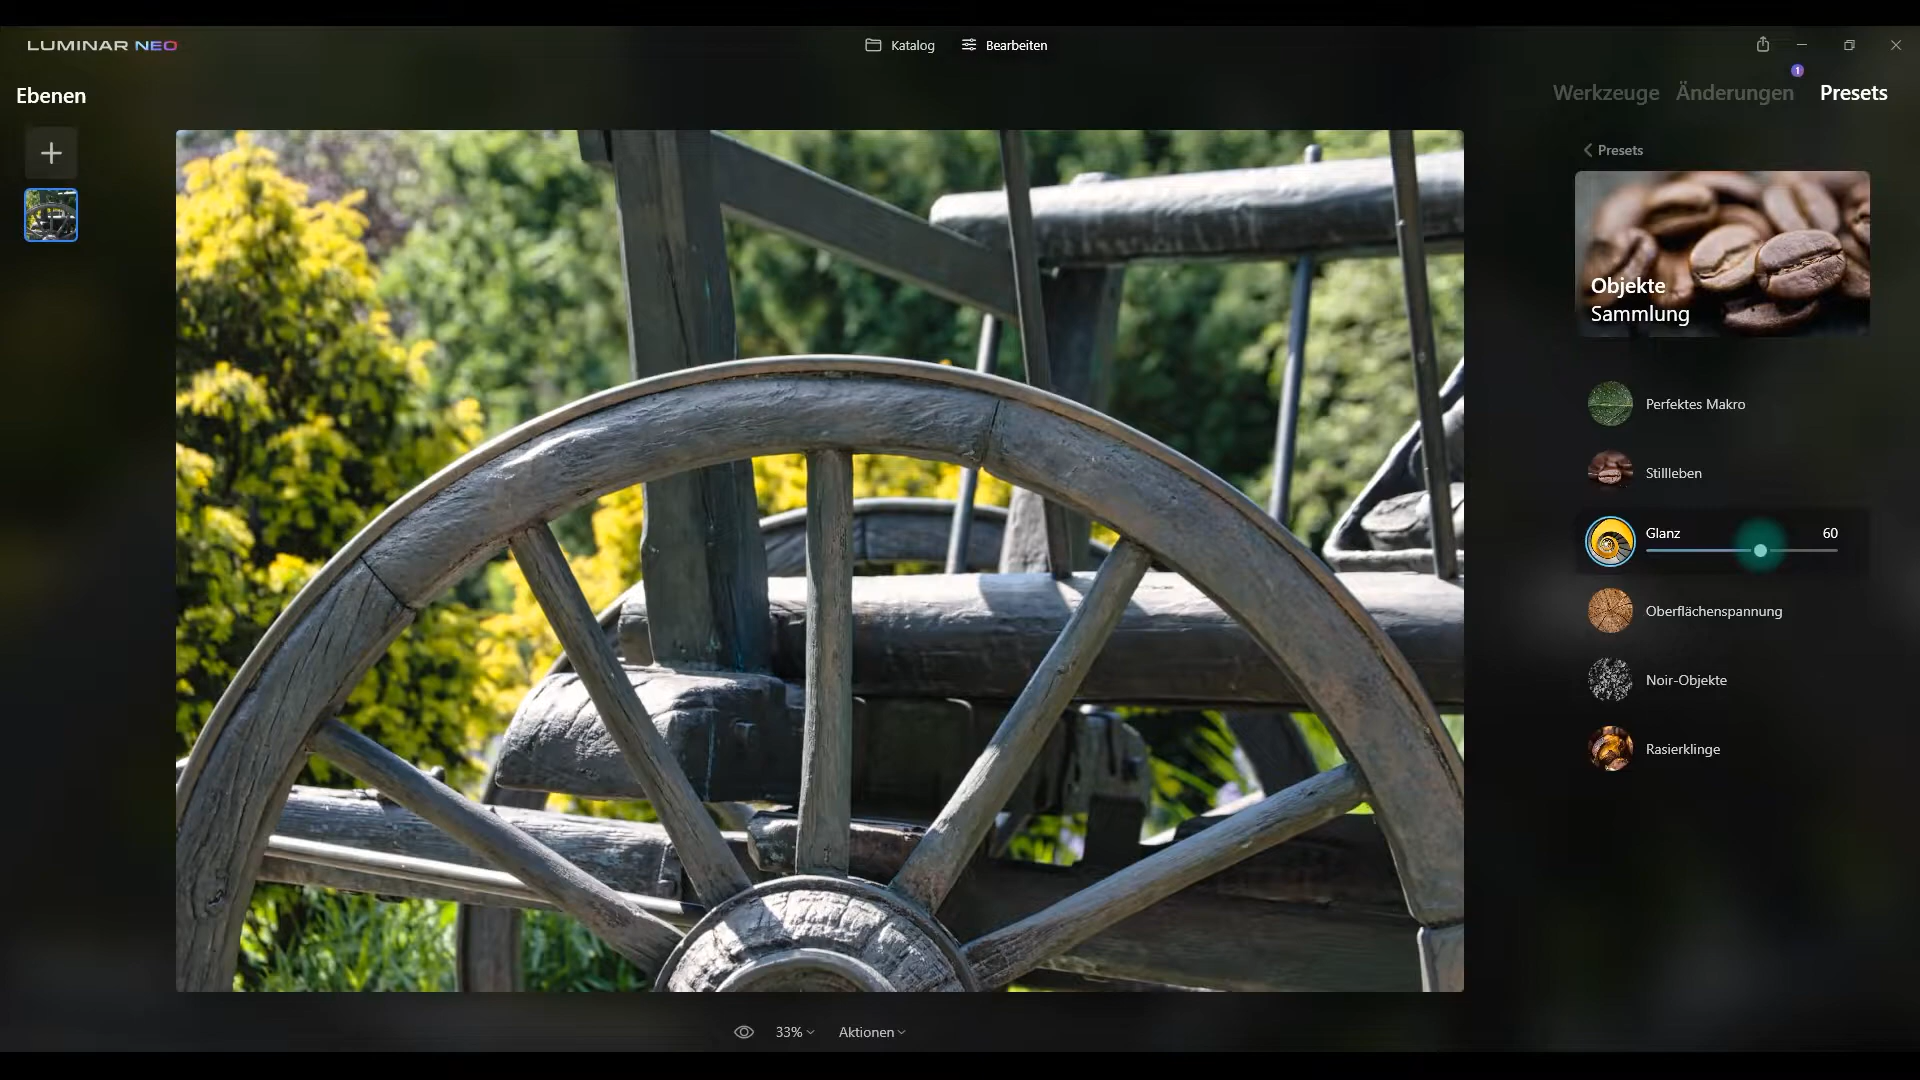 LUMINAR NEO
Katalog
Bearbeiten
Ebenen
1
Werkzeuge
Änderungen
Presets
Presets
Objekte
Sammlung
Perfektes Makro
Stillleben
Glanz
60
Oberflächenspannung
Noir-Objekte
Rasierklinge
33%
Aktionen